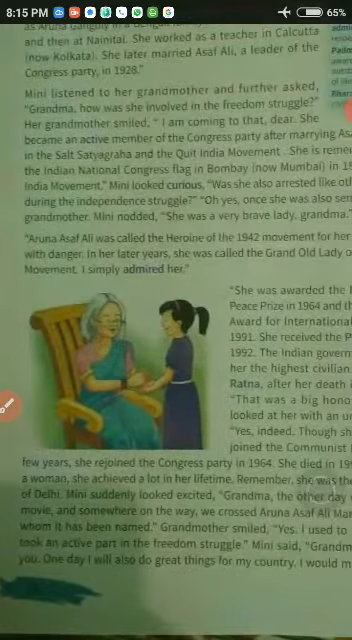 8:15 PM
65%
as Aruna Ganguly in a Bengali
and then at Nainital. She worked as a teacher in Calcutta
(now Kolkata). She later married Asaf Ali, a leader of the
Congress party, in 1928."
Mini listened to her grandmother and further asked,
"Grandma, how was she involved in the freedom struggle?"
Her grandmother smiled, " I am coming to that, dear. She
became an active member of the Congress party after marrying Asa
in the Salt Satyagraha and the Quit India Movement . She is reme
the Indian National Congress flag in Bombay (now Mumbai) in 19
India Movement." Mini looked curious, "Was she also arrested like ot
during the independence struggle?" "Oh yes, once she was also sen
grandmother. Mini nodded, "She was a very brave lady, grandma."
"Aruna Asaf Ali was called the Heroine of the 1942 movement for her
with danger. In her later years, she was called the Grand Old Lady o
Movement. I simply admired her."
"She was awarded the
Peace Prize in 1964 and th
Award for Internationa
1991. She received the P
1992. The Indian govern
her the highest civilian
Ratna, after her death
"That was a big hono
looked at her with an un
"Yes, indeed. Though sh
joined the Communist
few years, she rejoined the Congress party in 1964. She died in 19
a woman, she achieved a lot in her lifetime. Remember, she was the
of Delhi. Mini suddenly looked excited, "Grandma, the other day
movie, and somewhere on the way, we crossed Aruna Asaf Ali Mar
whom it has been named." Grandmother smiled, "Yes. I used to
took an active part in the freedom struggle." Mini said, "Grandm
you. One day I will also do great things for my country. I would m